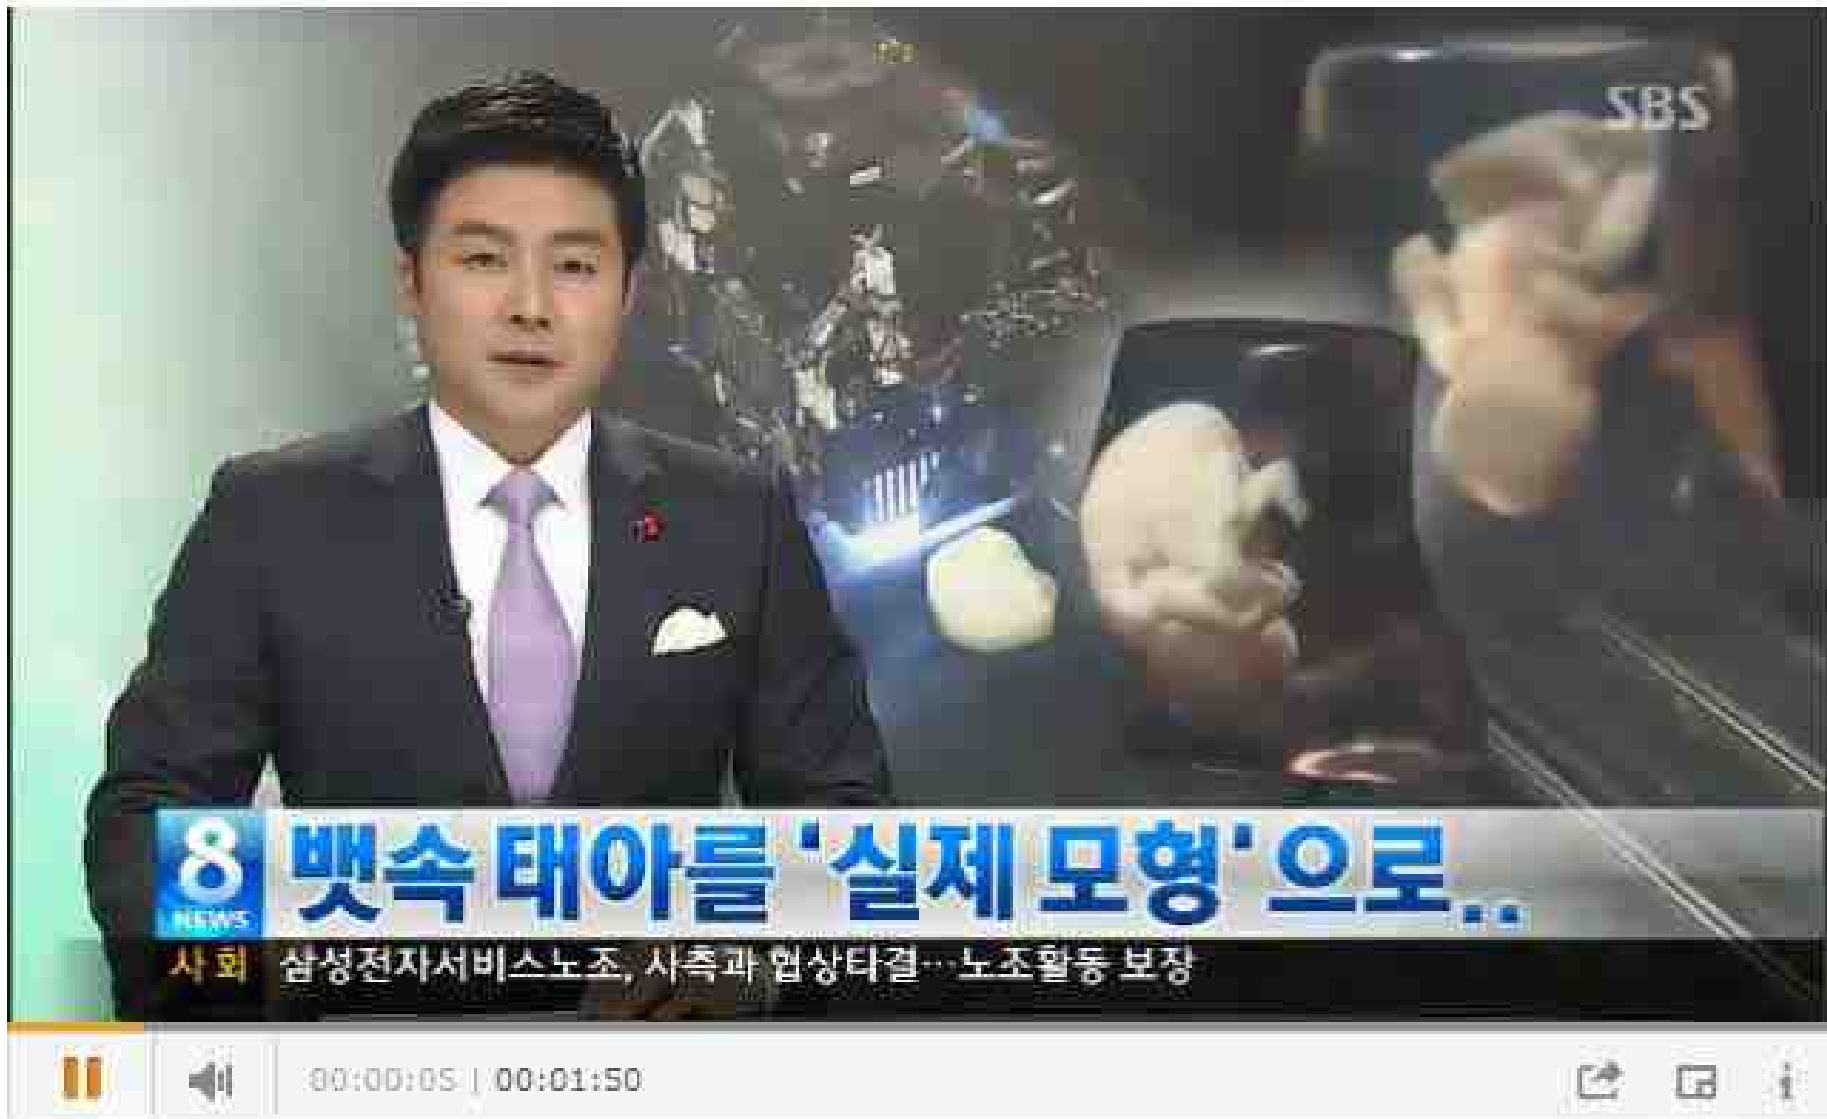 SBS
8
NEWS
뱃속 태아를 '실제 모형'으로..
사회 삼성전자서비스노조, 사측과 협상타결…노조활동 보장
00:00:05 | 00:01:50